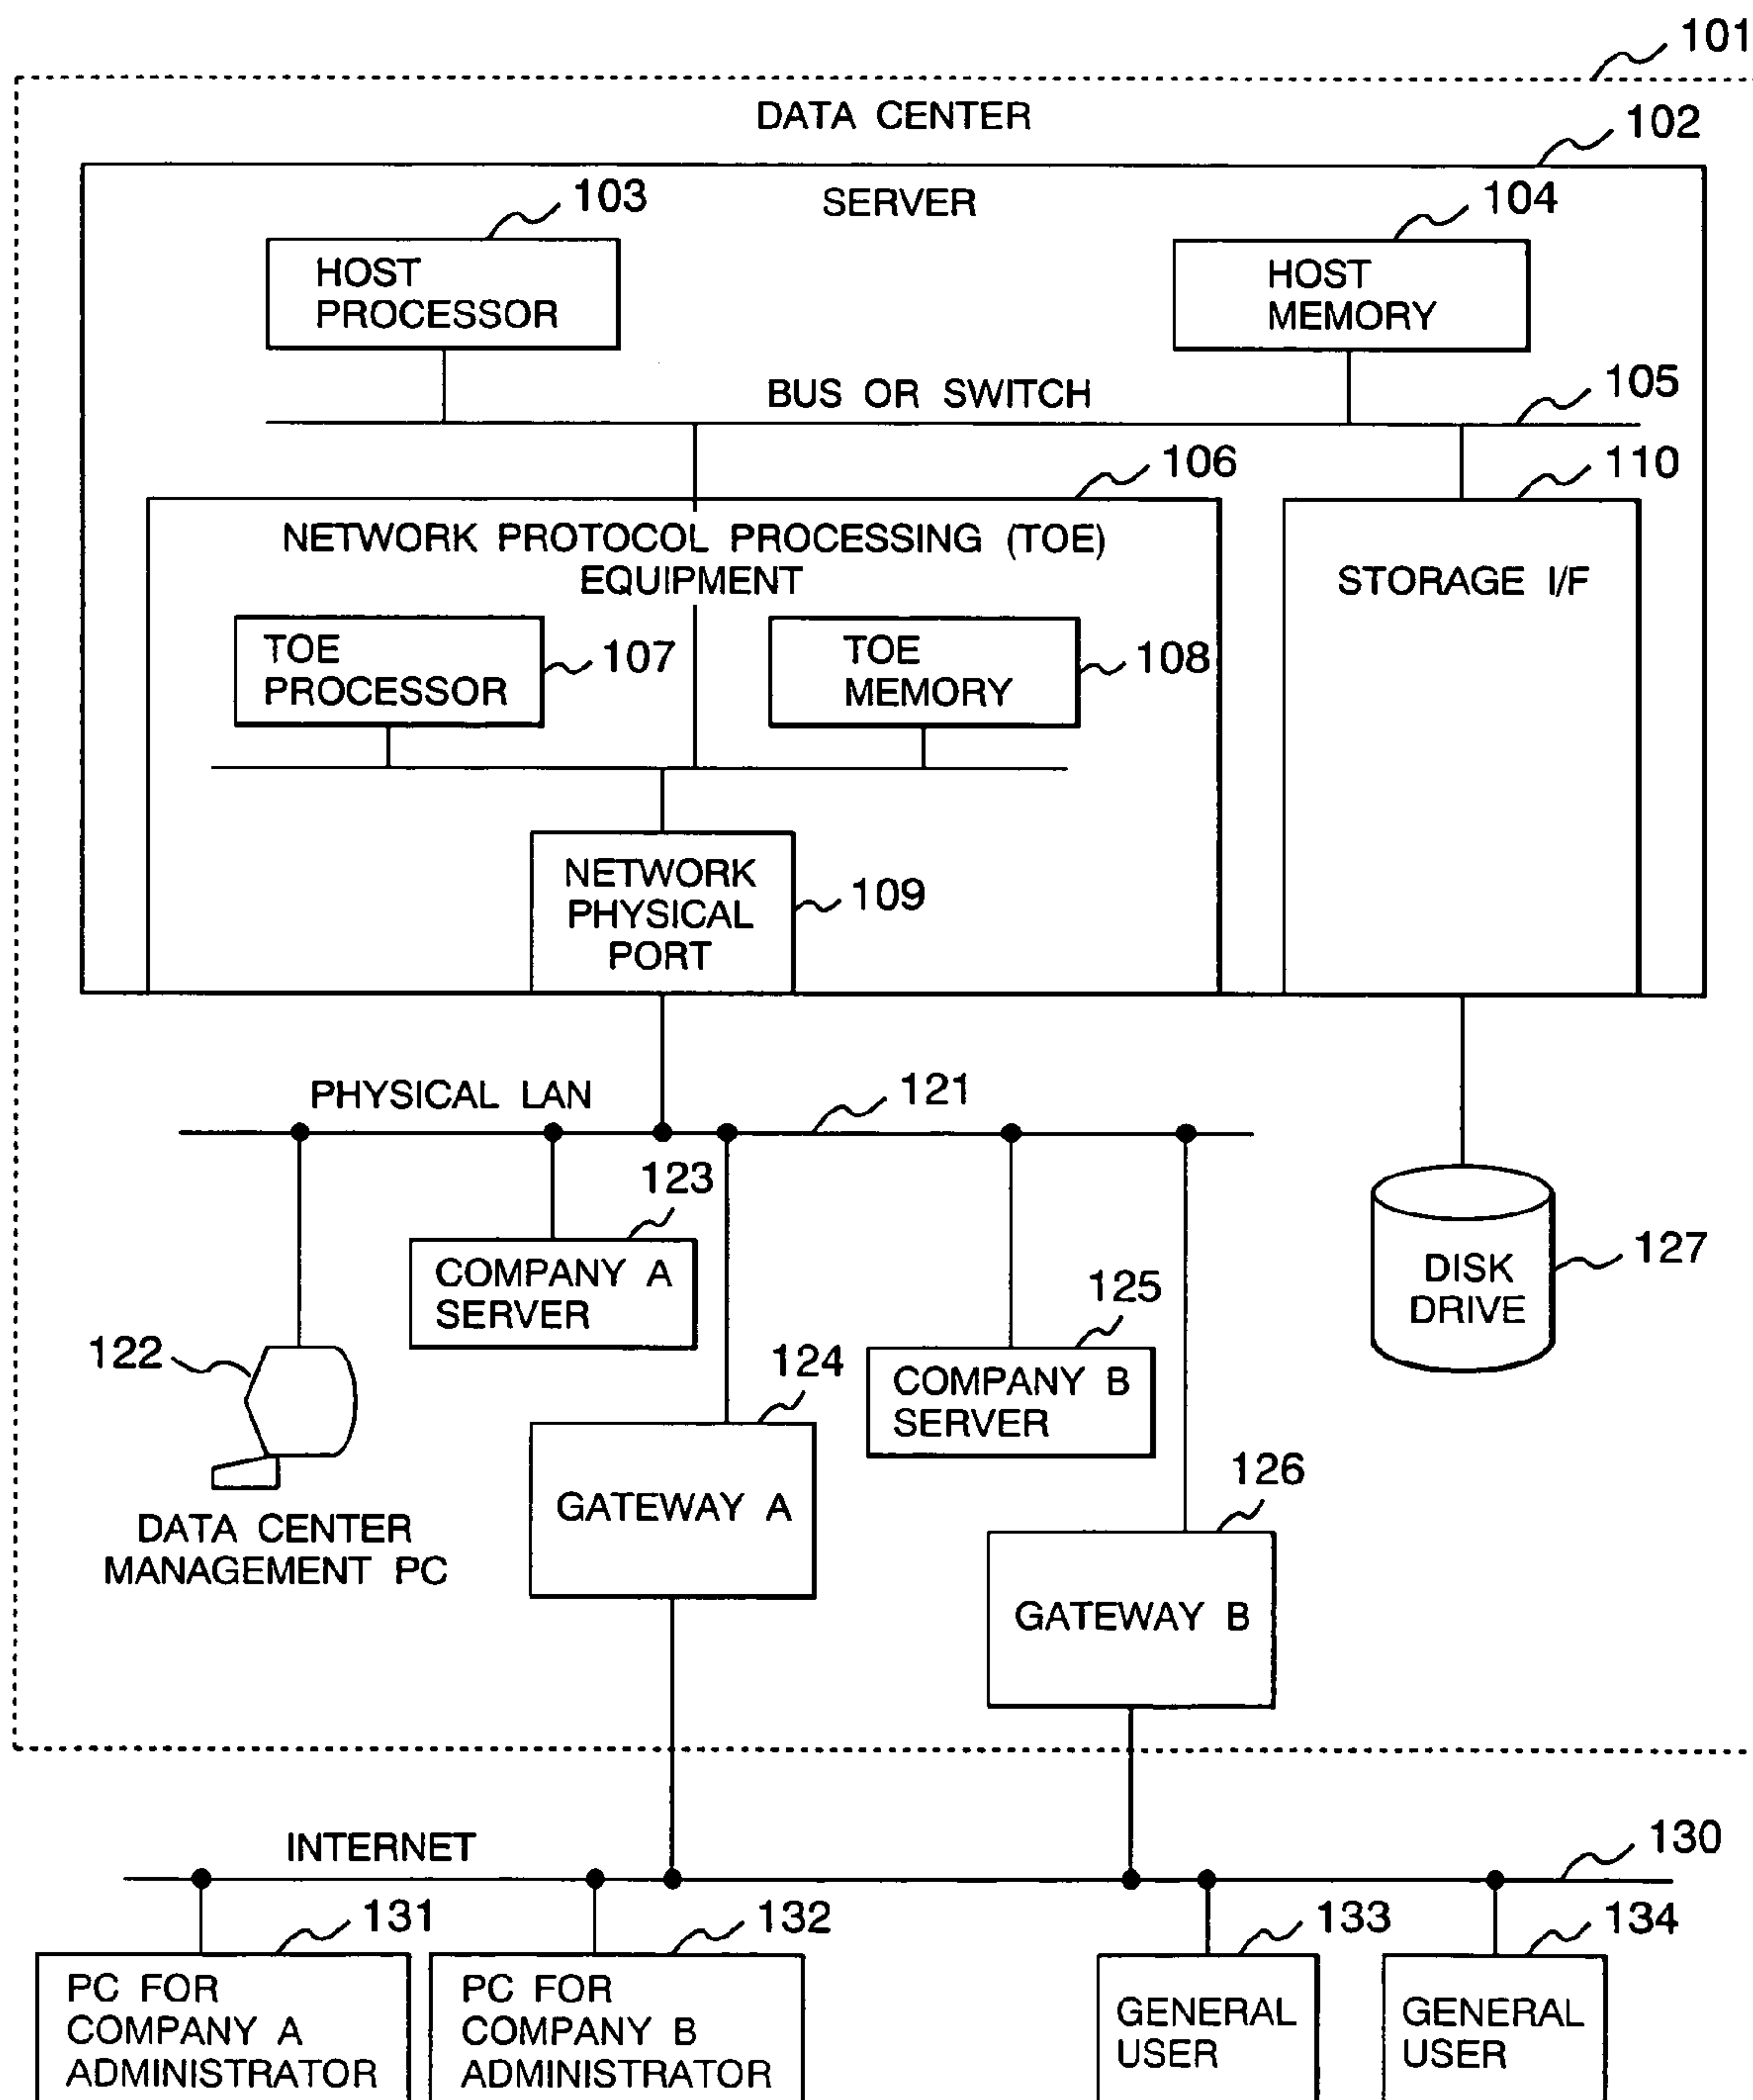 101
DATA CENTER
102
SERVER
103
104
HOST
PROCESSOR
HOST
MEMORY
BUS OR SWITCH
105
106
110
NETWORK PROTOCOL PROCESSING (TOE)
EQUIPMENT
STORAGE I/F
TOE
PROCESSOR
107
TOE
MEMORY
108
NETWORK
PHYSICAL
PORT
109
PHYSICAL LAN
121
123
COMPANY A
SERVER
127
DISK
DRIVE
125
122
124
COMPANY B
SERVER
126
GATEWAY A
DATA CENTER
MANAGEMENT PC
GATEWAY B
INTERNET
130
131
132
133
134
PC FOR
COMPANY A
ADMINISTRATOR
PC FOR
COMPANY B
ADMINISTRATOR
GENERAL
USER
GENERAL
USER